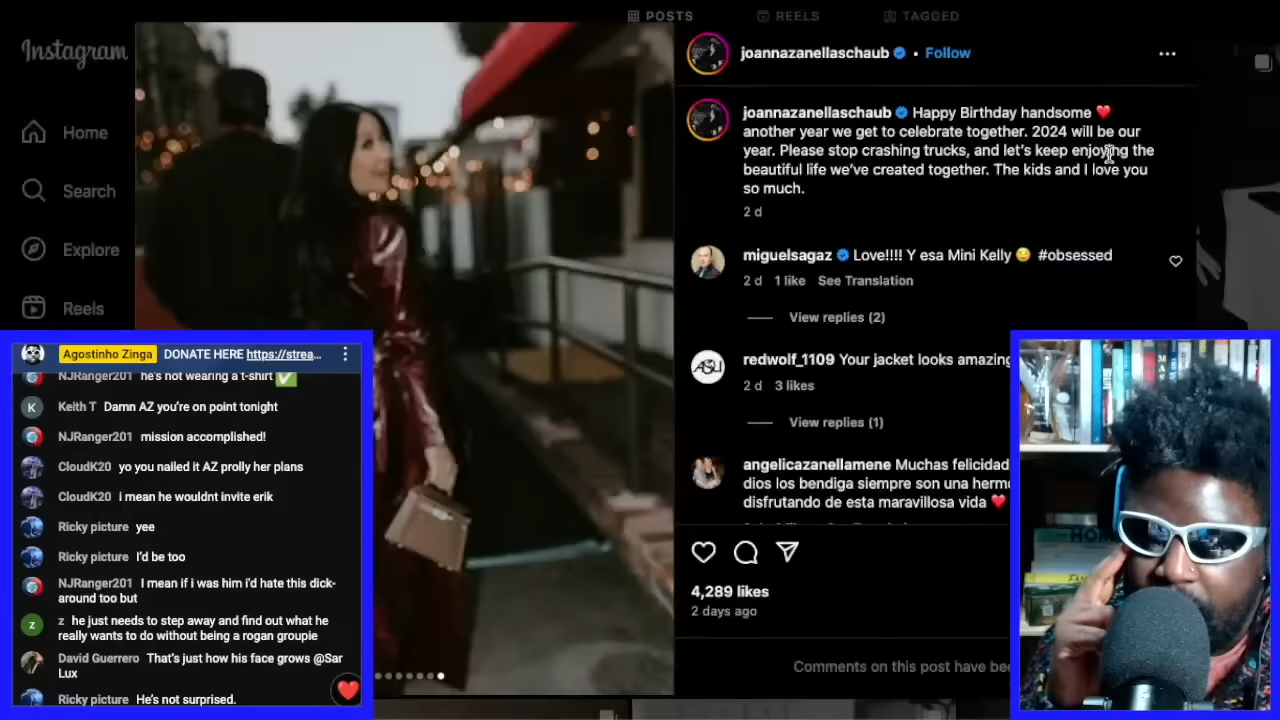 POSTS
REELS
TAGGED
Instagram
Home
Search
Explore
Reels
joannazanellaschaub • Follow
joannazanellaschaub Happy Birthday handsome ❤️
another year we get to celebrate together. 2024 will be our
year. Please stop crashing trucks, and let's keep enjoying the
beautiful life we've created together. The kids and I love you
so much.
2 d
miguelsagaz Love!!!! Y esa Mini Kelly 😏 #obsessed
2 d 1 like See Translation
View replies (2)
redwolf_1109 Your jacket looks amazing
2 d 3 likes
View replies (1)
angelicazanellamene Muchas felicidad
dios los bendiga siempre son una hermo
disfrutando de esta maravillosa vida ❤️
4,289 likes
2 days ago
Comments on this post have bee
Agostinho Zinga DONATE HERE https://strea...
NJRanger201 he's not wearing a t-shirt ✅
Keith T Damn AZ you're on point tonight
NJRanger201 mission accomplished!
CloudK20 yo you nailed it AZ prolly her plans
CloudK20 i mean he wouldnt invite erik
Ricky picture yee
Ricky picture I'd be too
NJRanger201 I mean if i was him i'd hate this dick-
around too but
z he just needs to step away and find out what he
really wants to do without being a rogan groupie
David Guerrero That's just how his face grows @Sar
Lux
Ricky picture He's not surprised.